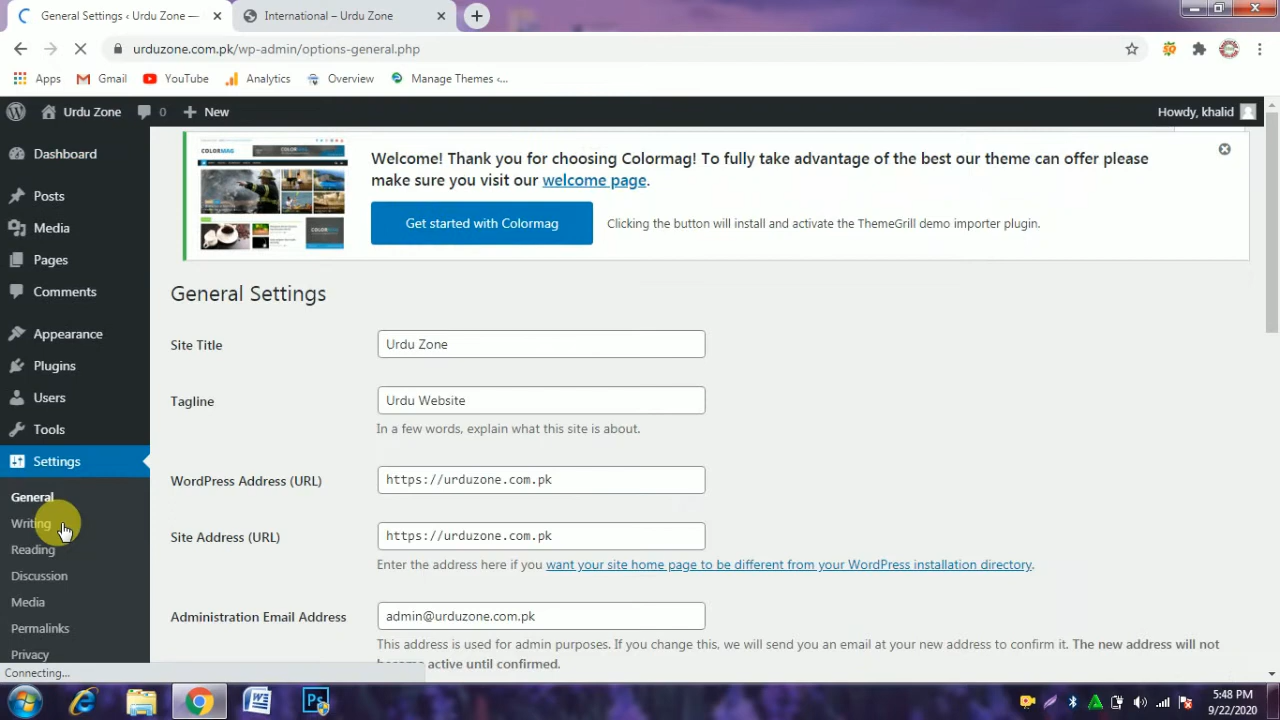 General Settings ‹ Urdu Zone —
International – Urdu Zone
urduzone.com.pk/wp-admin/options-general.php
Apps
Gmail
YouTube
Analytics
Overview
Manage Themes ‹...
Urdu Zone
0
New
Howdy, khalid
Dashboard
Posts
Media
Pages
Comments
Appearance
Plugins
Users
Tools
Settings
General
Writing
Reading
Discussion
Media
Permalinks
Privacy
COLORMAG
Welcome! Thank you for choosing Colormag! To fully take advantage of the best our theme can offer please
make sure you visit our welcome page.
Get started with Colormag
Clicking the button will install and activate the ThemeGrill demo importer plugin.
General Settings
Site Title
Urdu Zone
Tagline
Urdu Website
In a few words, explain what this site is about.
WordPress Address (URL)
https://urduzone.com.pk
Site Address (URL)
https://urduzone.com.pk
Enter the address here if you want your site home page to be different from your WordPress installation directory.
Administration Email Address
admin@urduzone.com.pk
This address is used for admin purposes. If you change this, we will send you an email at your new address to confirm it. The new address will not
become active until confirmed.
Connecting...
5:48 PM
9/22/2020